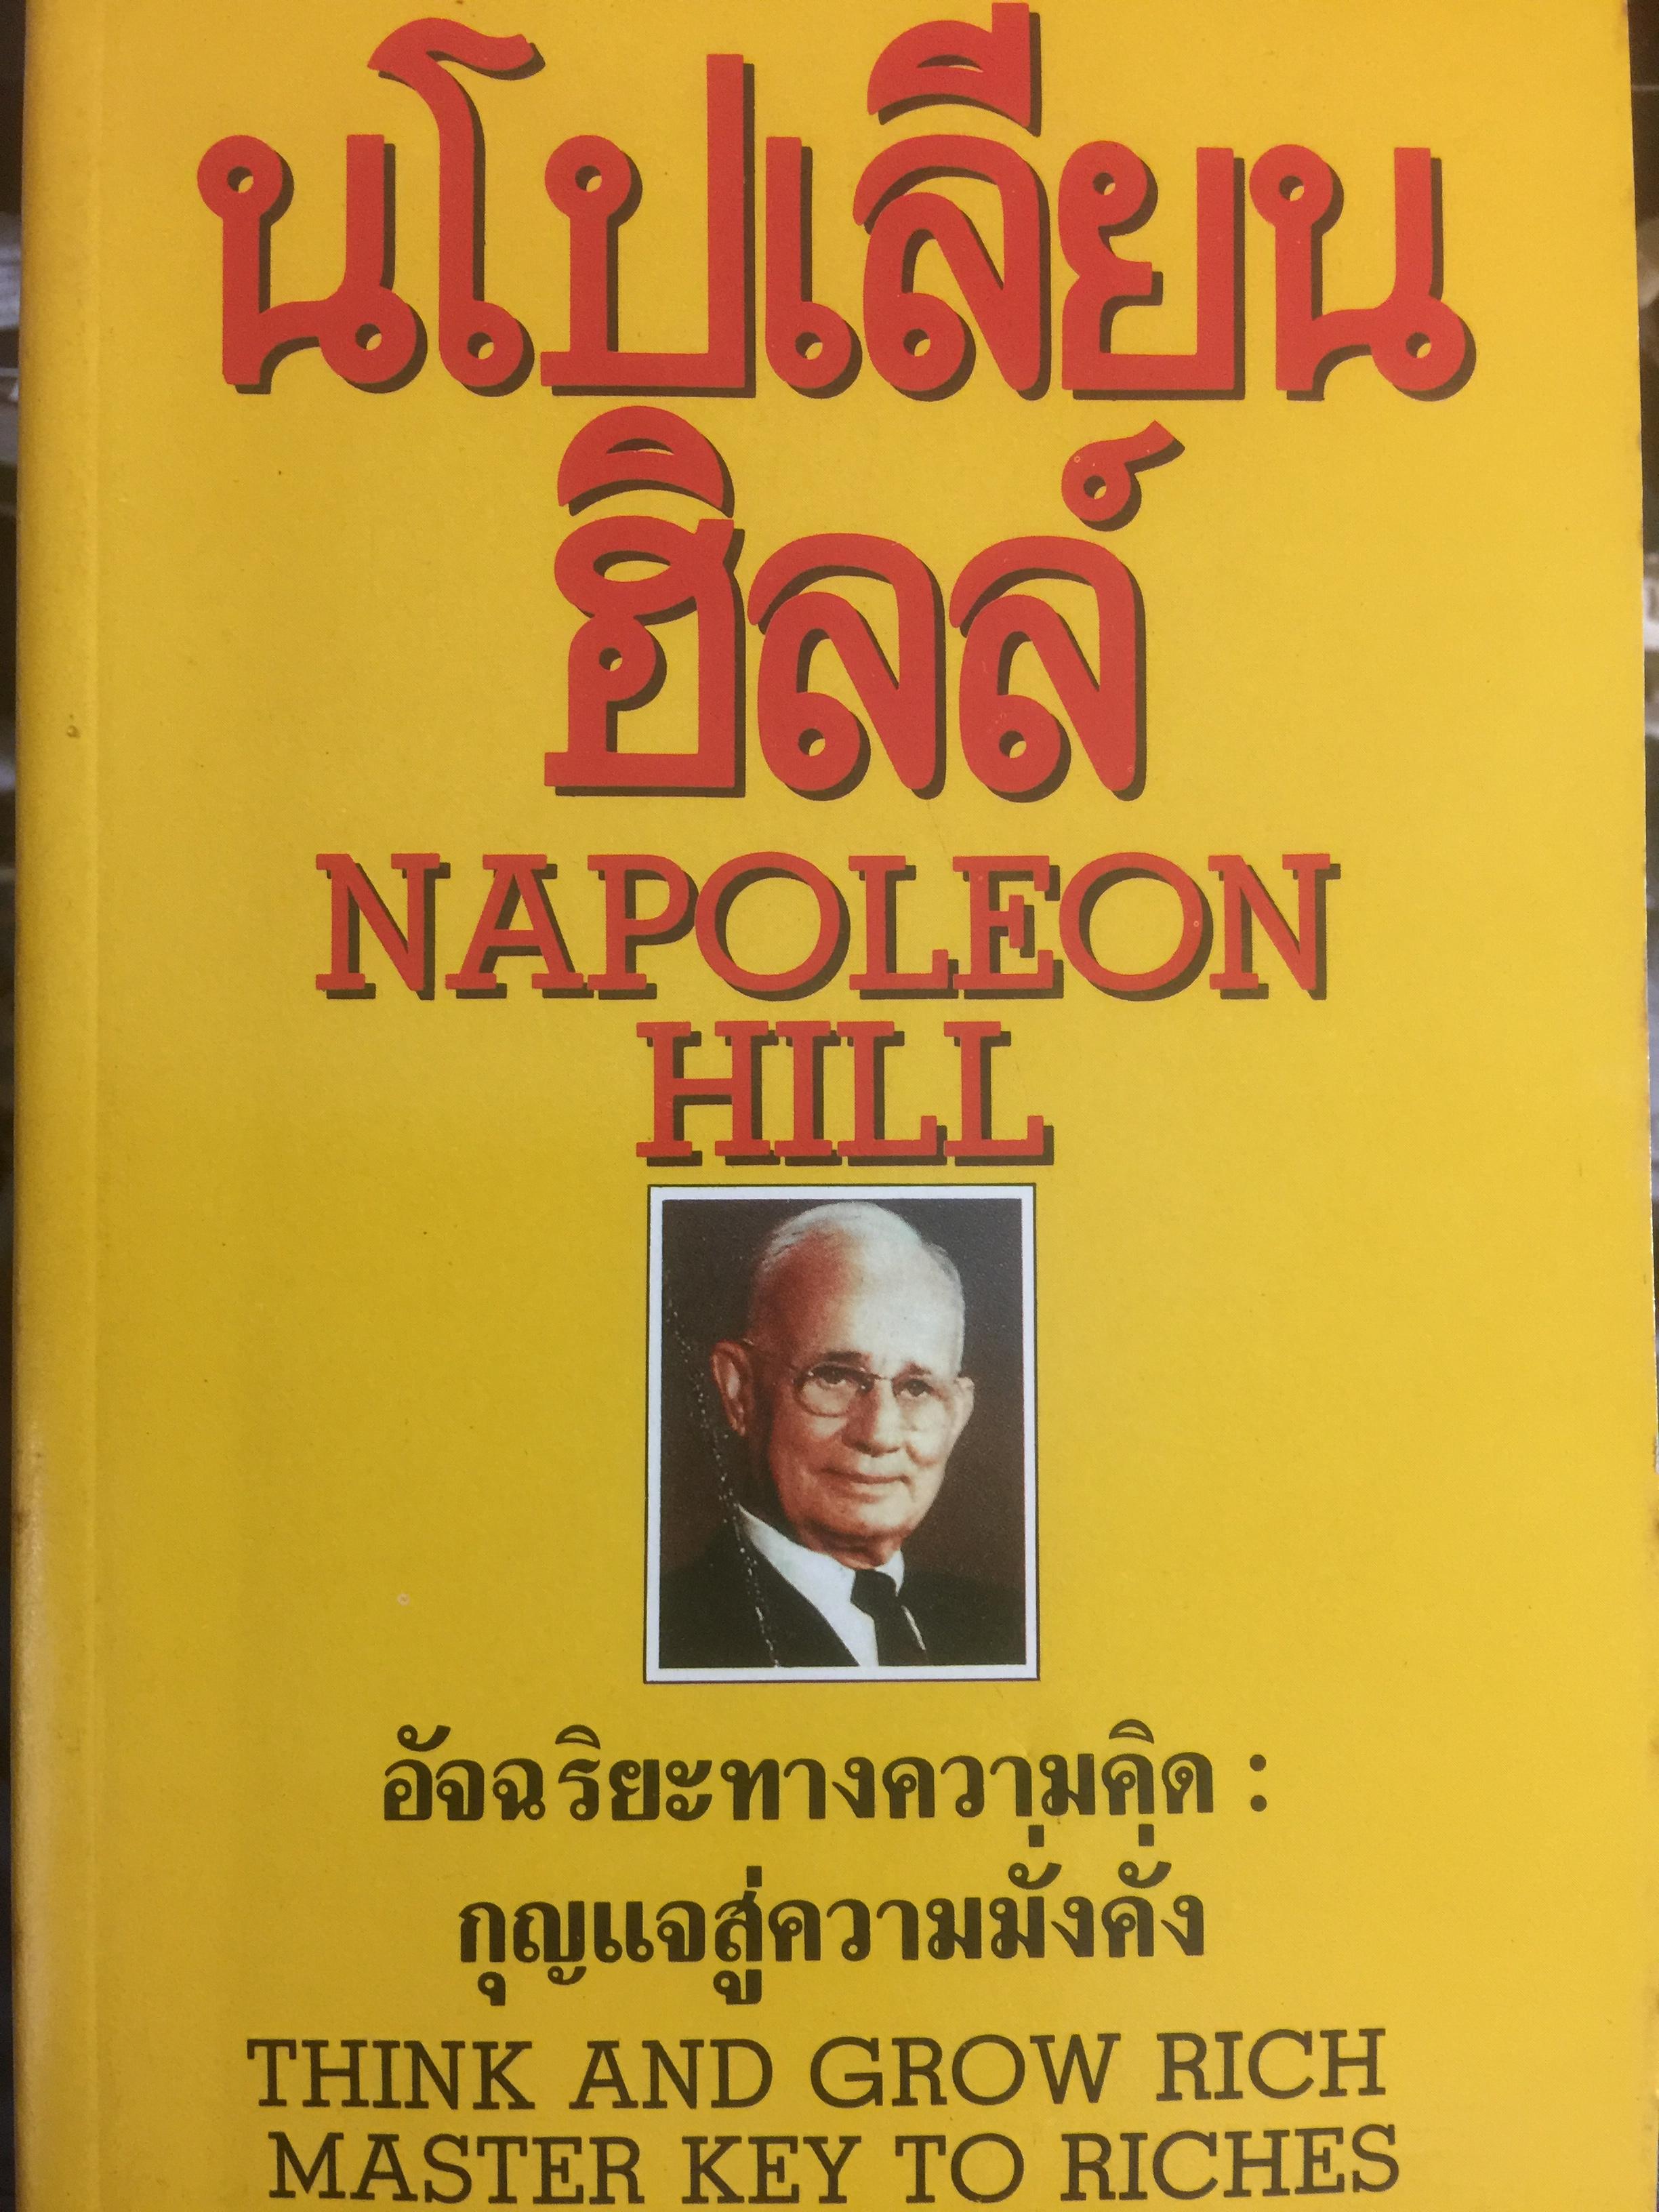 นโปเลียน
ฮิลล์
NAPOLEON
HILL
อัจฉริยะทางความคิด :
กุญแจสู่ความมั่งคั่ง
THINK AND GROW RICH
MASTER KEY TO RICHES